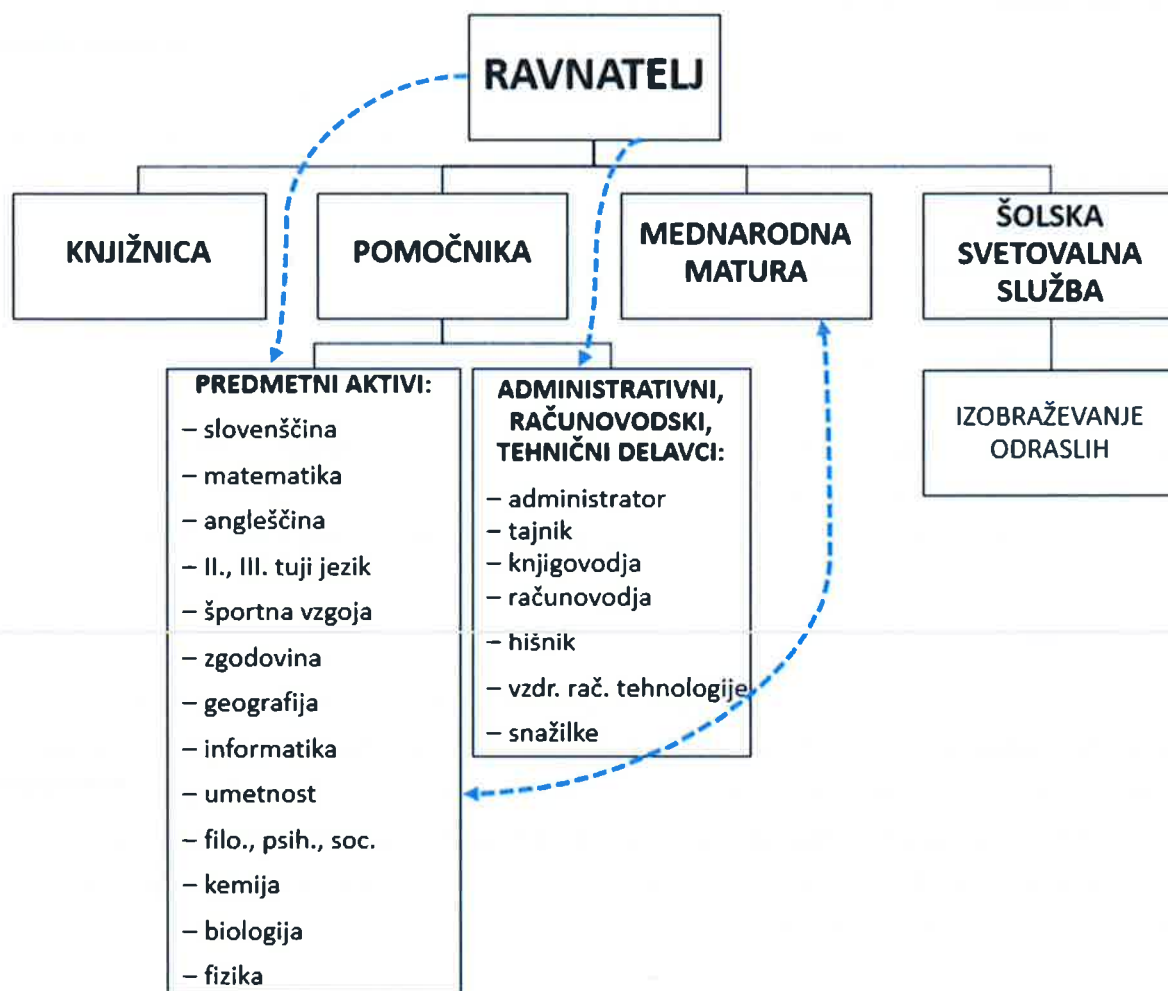 RAVNATELJ
KNJIŽNICA
POMOČNIKA
MEDNARODNA
MATURA
ŠOLSKA
SVETOVALNA
SLUŽBA
PREDMETNI AKTIVI:
– slovenščina
– matematika
– angleščina
– II., III. tuji jezik
– športna vzgoja
– zgodovina
– geografija
– informatika
– umetnost
– filo., psih., soc.
– kemija
– biologija
– fizika
ADMINISTRATIVNI,
RAČUNOVODSKI,
TEHNIČNI DELAVCI:
– administrator
– tajnik
– knjigovodja
– računovodja
– hišnik
– vzdr. rač. tehnologije
– snažilke
IZOBRAŽEVANJE
ODRASLIH